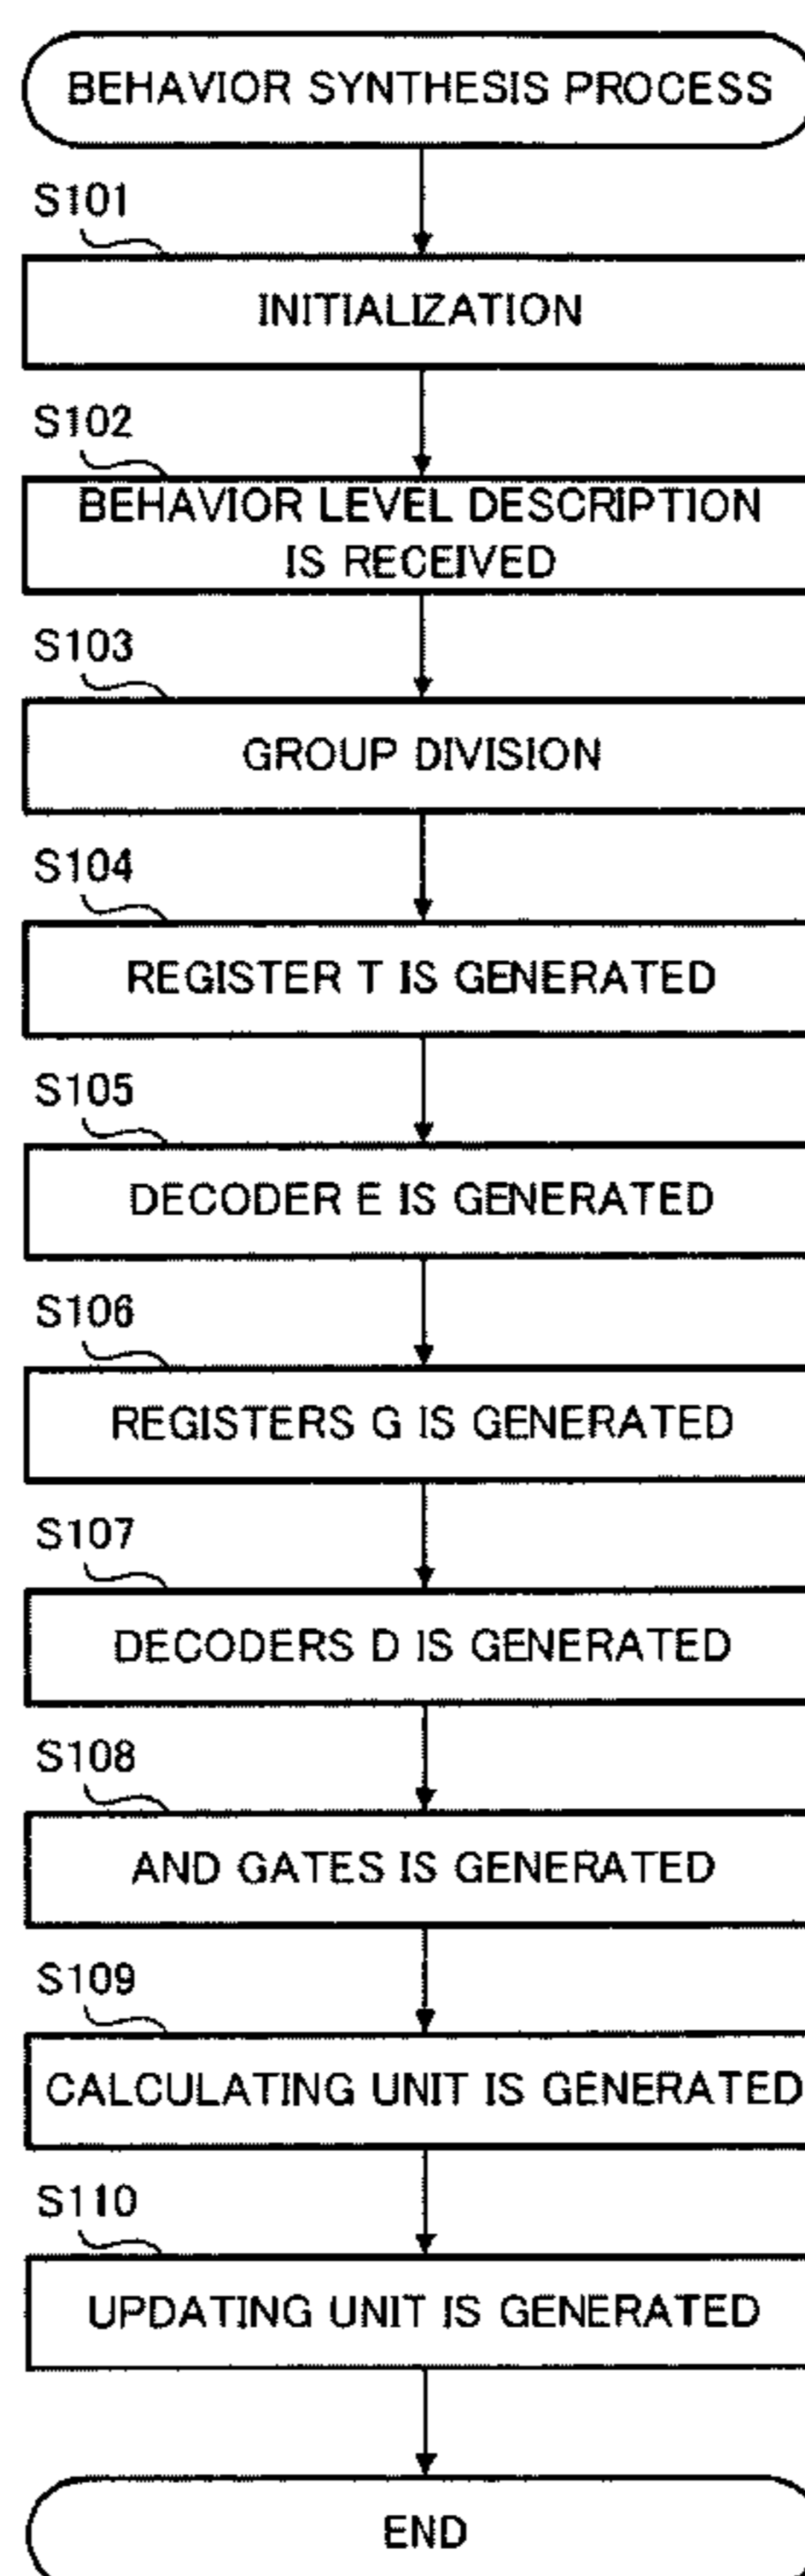 BEHAVIOR SYNTHESIS PROCESS
S101
INITIALIZATION
S102
BEHAVIOR LEVEL DESCRIPTION
IS RECEIVED
S103
GROUP DIVISION
S104
REGISTER T IS GENERATED
S105
DECODER E IS GENERATED
S106
REGISTERS G IS GENERATED
S107
DECODERS D IS GENERATED
S108
AND GATES IS GENERATED
S109
CALCULATING UNIT IS GENERATED
S110
UPDATING UNIT IS GENERATED
END